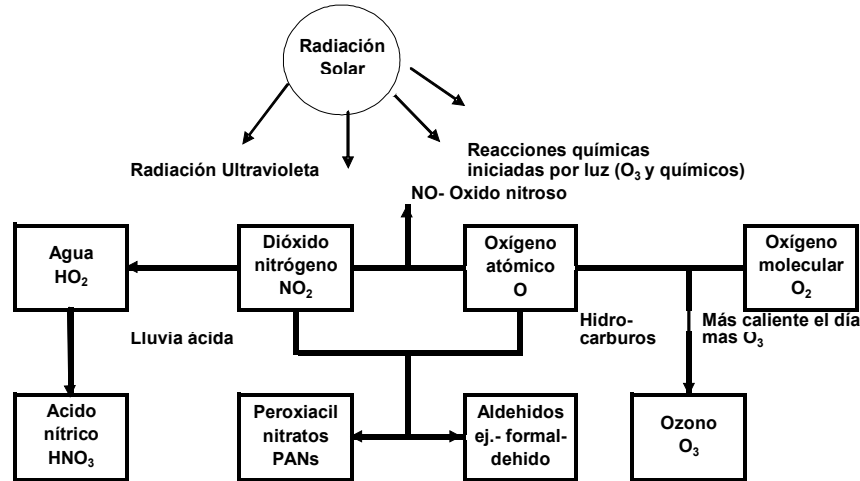 Radiación
Solar
Radiación Ultravioleta
Reacciones químicas
iniciadas por luz (O₃ y químicos)
NO- Oxido nitroso
Agua
HO₂
Dióxido
nitrógeno
NO₂
Oxígeno
atómico
O
Oxígeno
molecular
O₂
Lluvia ácida
Hidro-
carburos
Más caliente el día
mas O₃
Acido
nítrico
HNO₃
Peroxiacil
nitratos
PANs
Aldehidos
ej.- formal-
dehido
Ozono
O₃